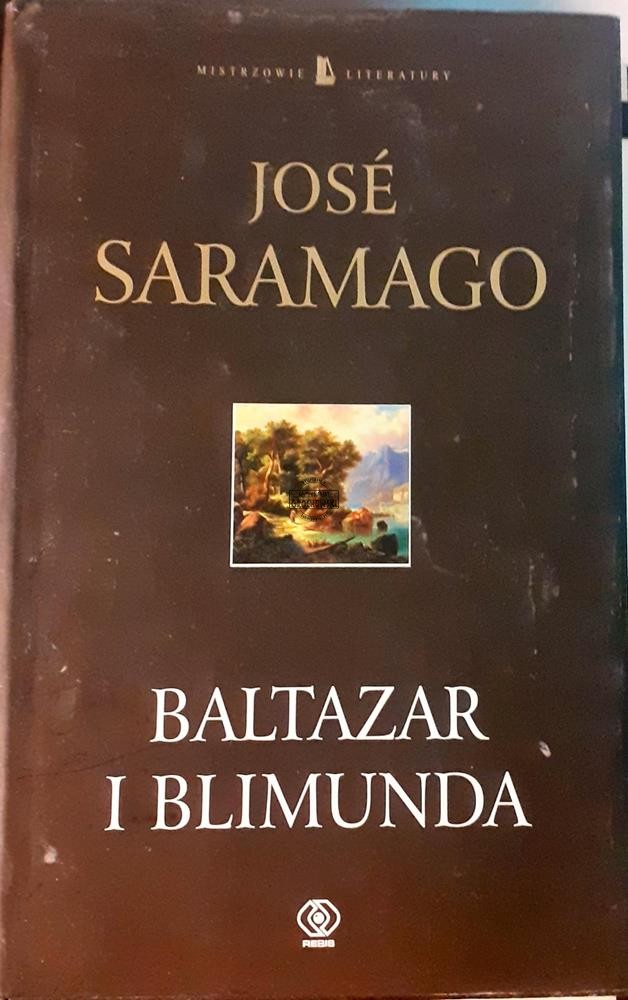 MISTRZOWIE LITERATURY
JOSÉ
SARAMAGO
BALTAZAR
I BLIMUNDA
REBIS